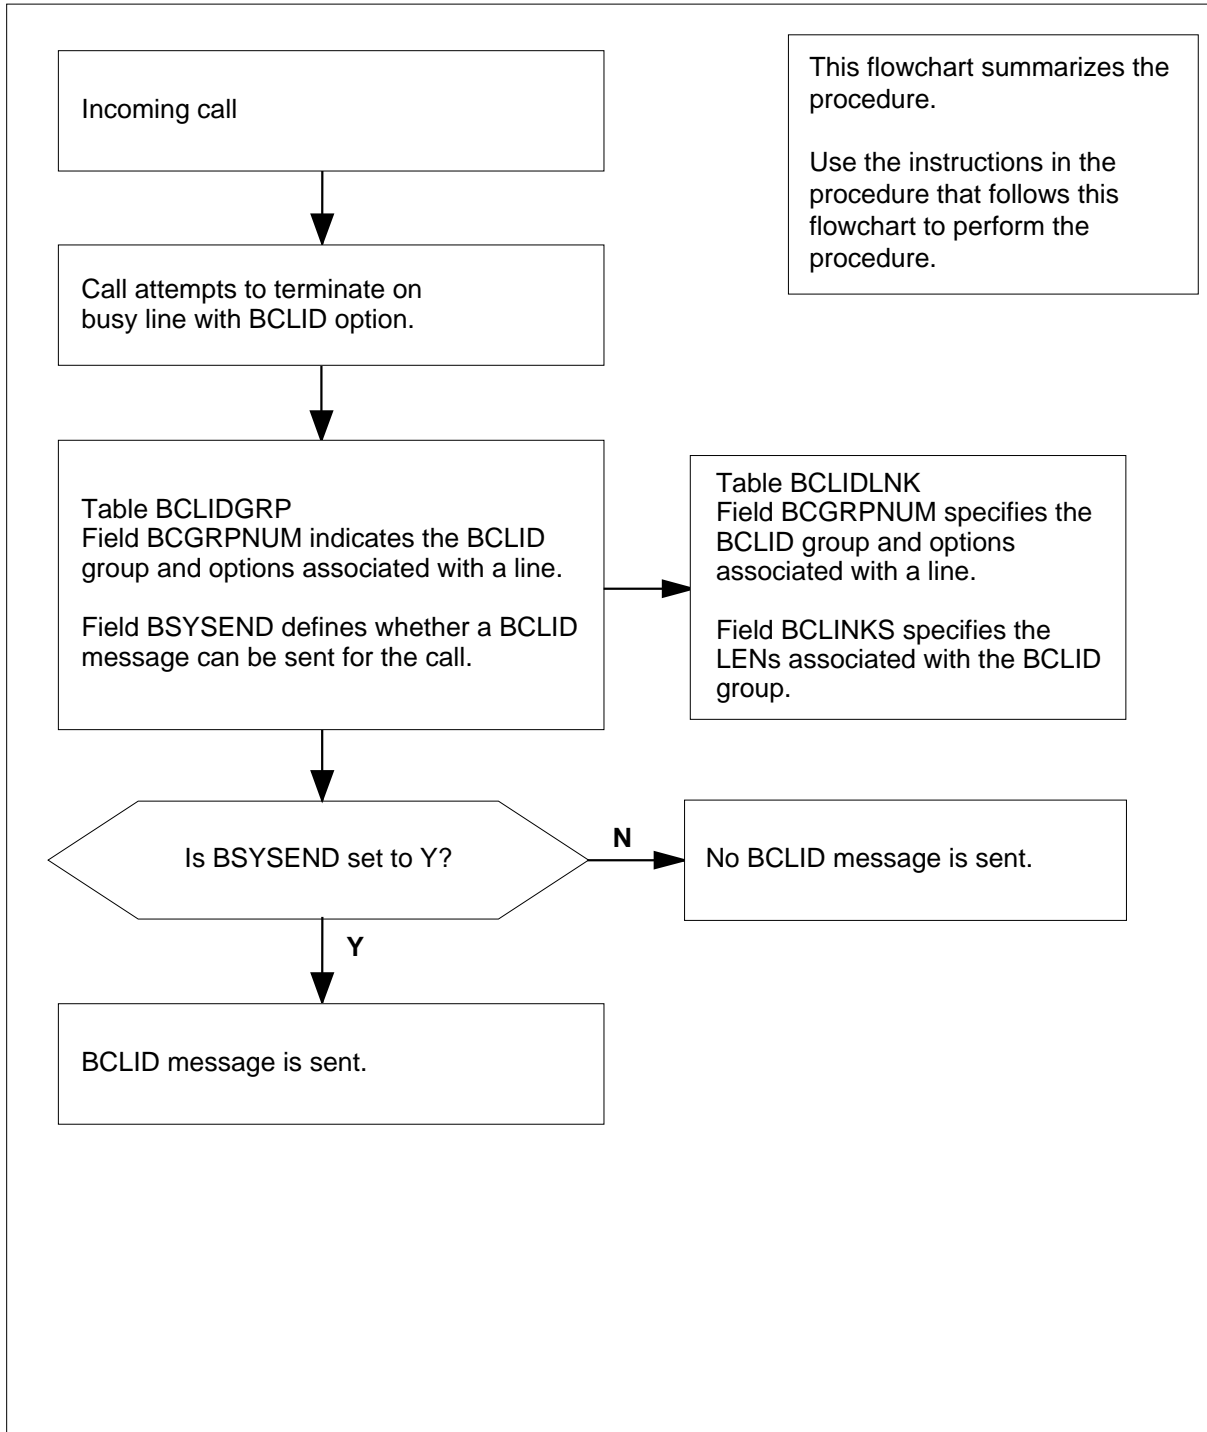 Incoming call
This flowchart summarizes the
procedure.
Use the instructions in the
procedure that follows this
flowchart to perform the
procedure.
Call attempts to terminate on
busy line with BCLID option.
Table BCLIDGRP
Field BCGRPNUM indicates the BCLID
group and options associated with a line.
Field BSYSEND defines whether a BCLID
message can be sent for the call.
Table BCLIDLNK
Field BCGRPNUM specifies the
BCLID group and options
associated with a line.
Field BCLINKS specifies the
LENs associated with the BCLID
group.
Is BSYSEND set to Y?
N
No BCLID message is sent.
Y
BCLID message is sent.